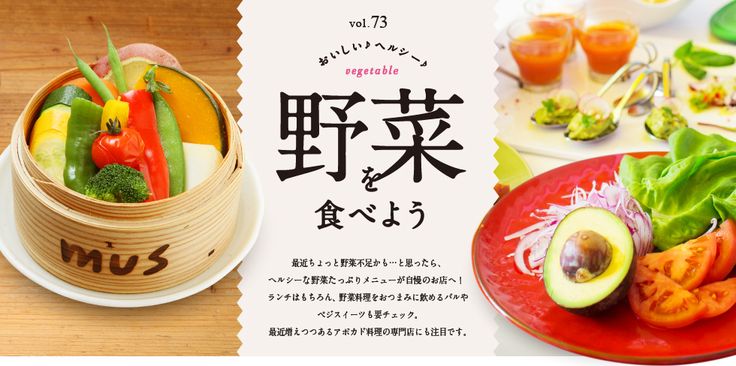 vol.73
おいしい♪ヘルシー♪
vegetable
野菜
を
食べよう
最近ちょっと野菜不足かも…と思ったら、
ヘルシーな野菜たっぷりメニューが自慢のお店へ！
ランチはもちろん、野菜料理をおつまみに飲めるバルや
ベジスイーツも要チェック。
最近増えつつあるアボカド料理の専門店にも注目です。
mus